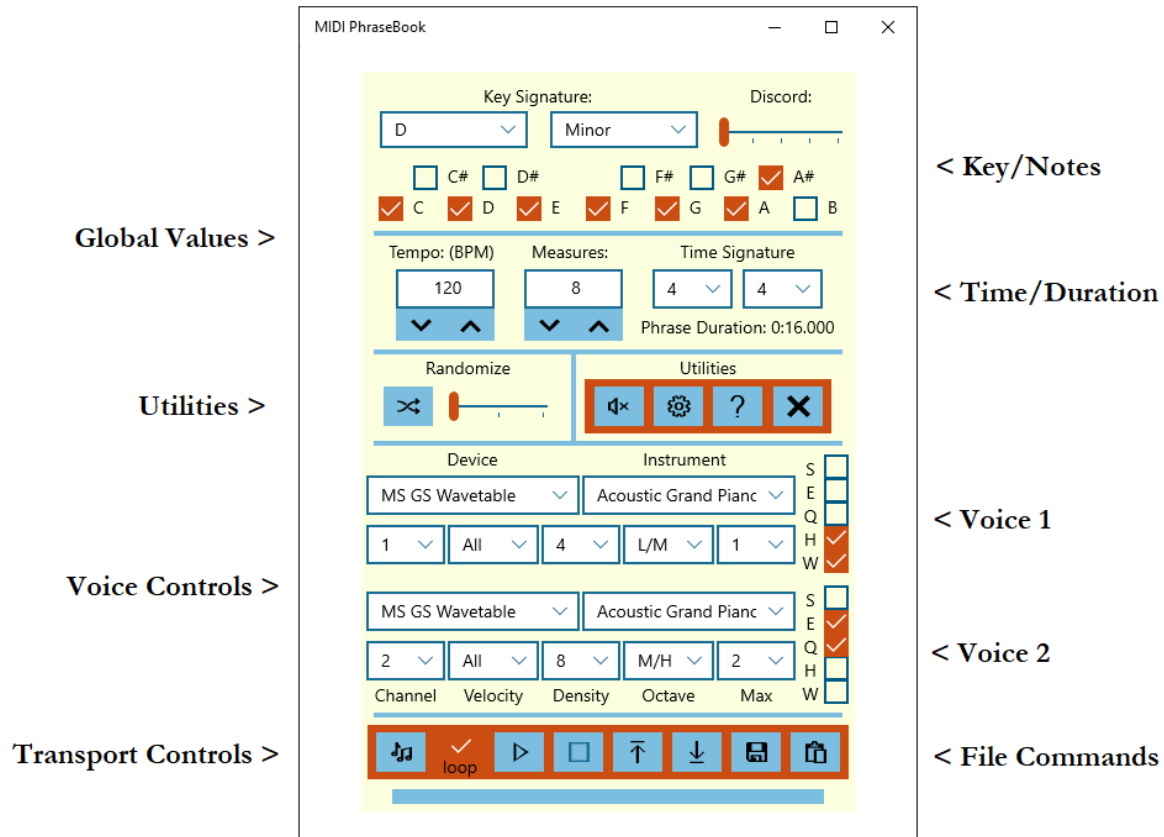 MIDI PhraseBook
Key Signature:
Discord:
D
Minor
< Key/Notes
C# D# F# G# A#
C D E F G A B
Global Values >
Tempo: (BPM)
Measures:
Time Signature
120
8
4
4
< Time/Duration
Phrase Duration: 0:16.000
Randomize
Utilities
Utilities >
?
Device
Instrument
S
MS GS Wavetable
Acoustic Grand Pianc
E
Q
< Voice 1
1
All
4
L/M
1
H
W
Voice Controls >
S
MS GS Wavetable
Acoustic Grand Pianc
E
Q
< Voice 2
2
All
8
M/H
2
H
Channel
Velocity
Density
Octave
Max
W
Transport Controls >
loop
< File Commands